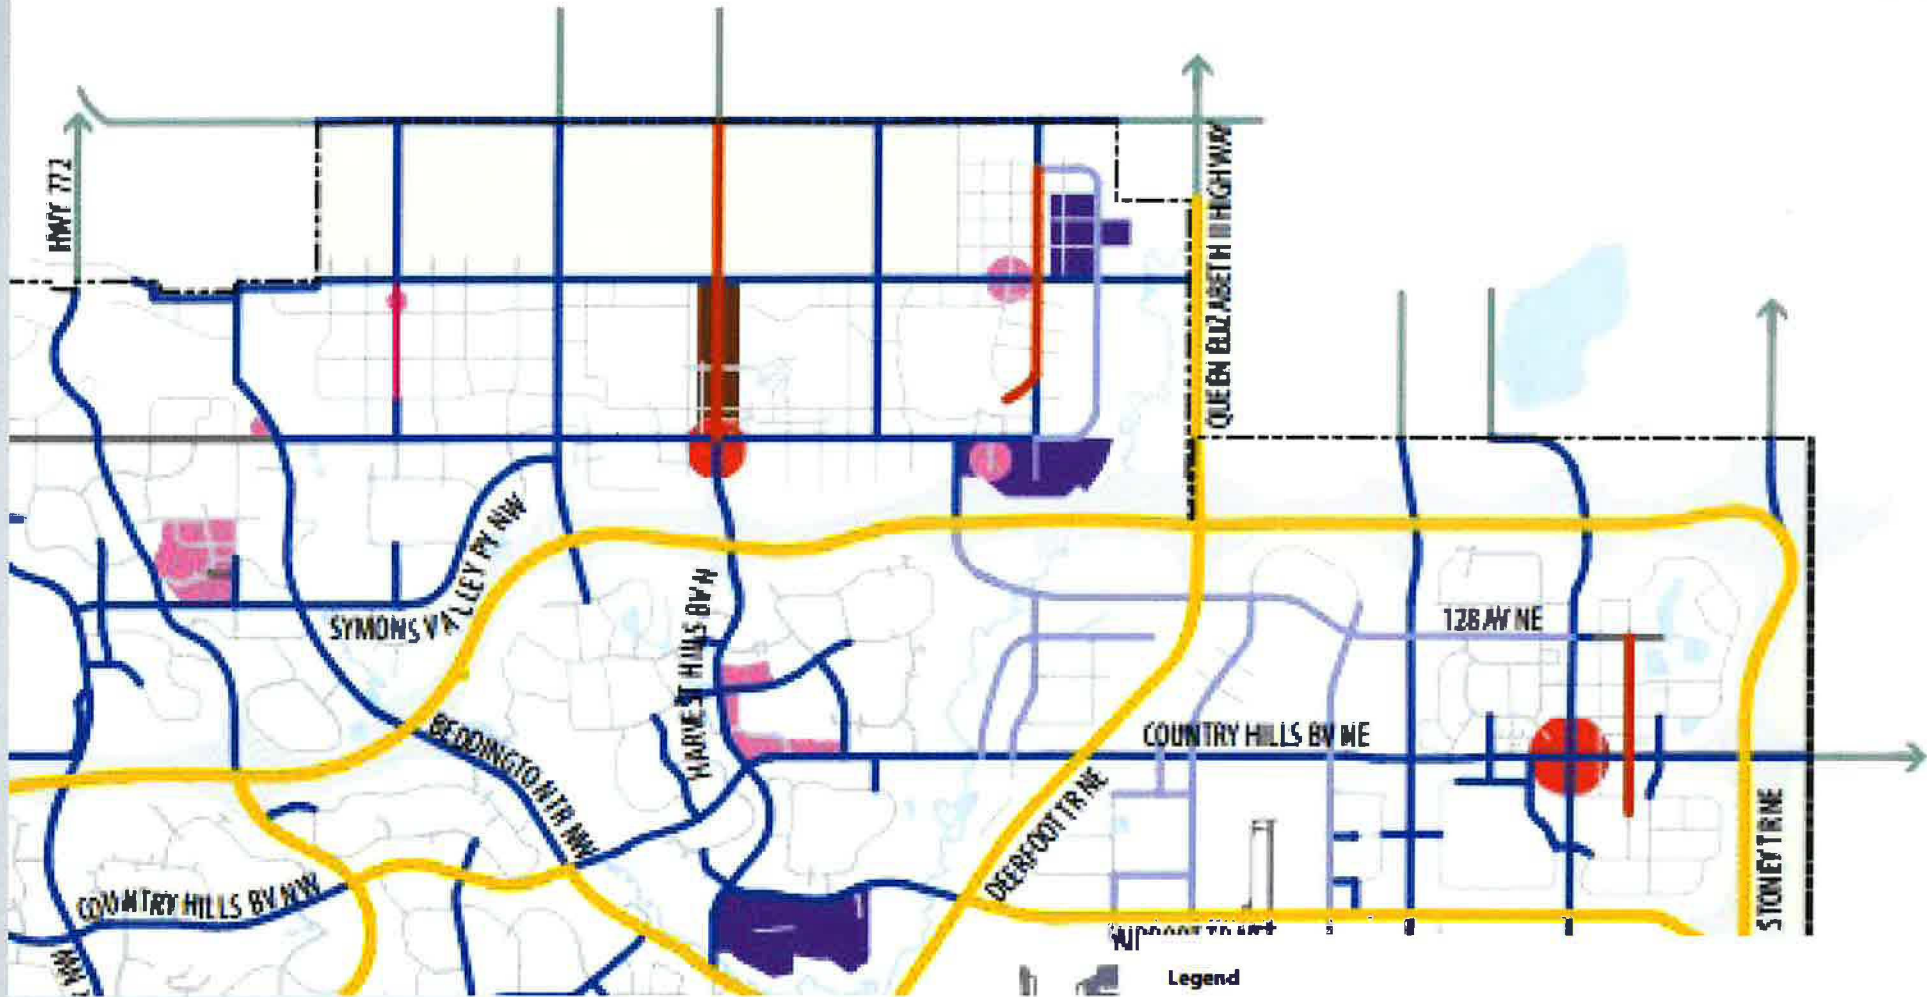 HWY 772
QUEEN ELIZABETH II HIGHWAY
SYMONS VALLEY PY NW
HARVEST HILLS BV N
128 AV NE
COUNTRY HILLS BV NE
BEDDINGTON TR NW
DEERFOOT TR NE
STONEY TR NE
COUNTRY HILLS BV NW
NW
Legend